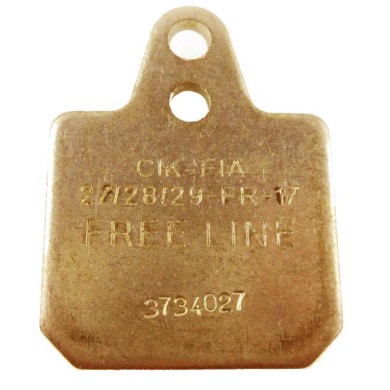 CIK-FIA
27/28/29-FR-17
FREE LINE
3734027